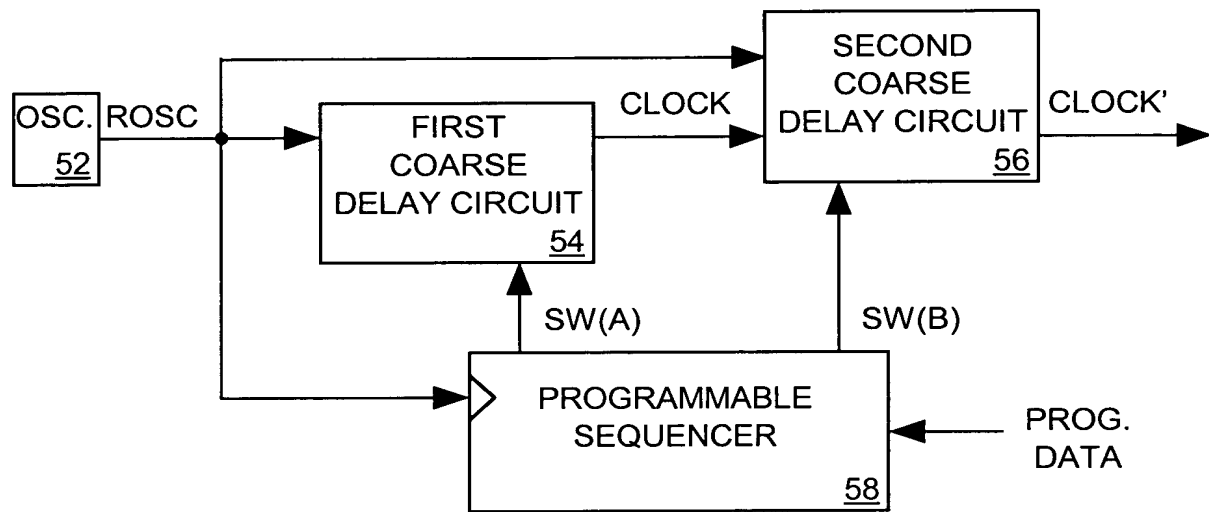 OSC.
52
ROSC
FIRST
COARSE
DELAY CIRCUIT
54
CLOCK
SECOND
COARSE
DELAY CIRCUIT
56
CLOCK'
SW(A)
SW(B)
PROGRAMMABLE
SEQUENCER
58
PROG.
DATA